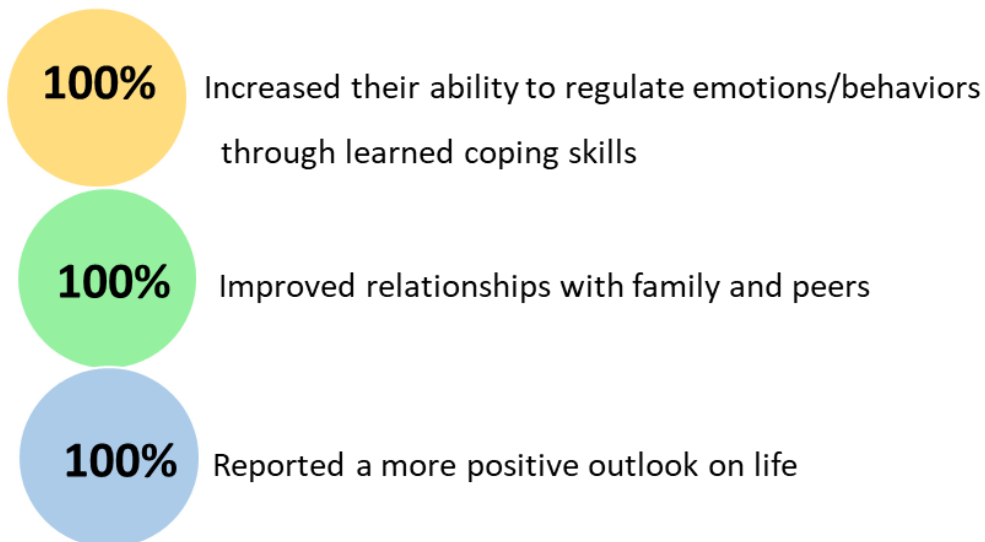 100% Increased their ability to regulate emotions/behaviors
through learned coping skills
100% Improved relationships with family and peers
100% Reported a more positive outlook on life